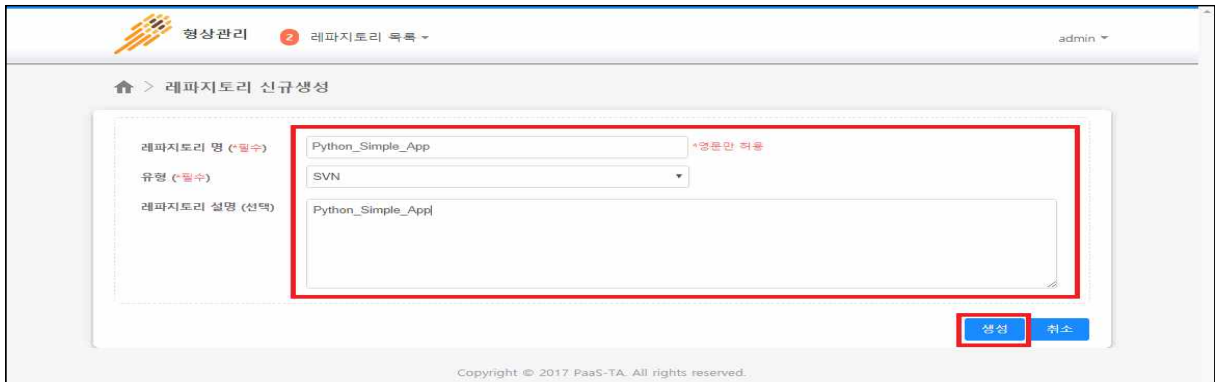 형상관리 2 레파지토리 목록 admin
> 레파지토리 신규생성
레파지토리 명 (*필수) Python_Simple_App *영문만 허용
유형 (*필수) SVN
레파지토리 설명 (선택) Python_Simple_App
생성 취소
Copyright © 2017 PaaS-TA. All rights reserved.